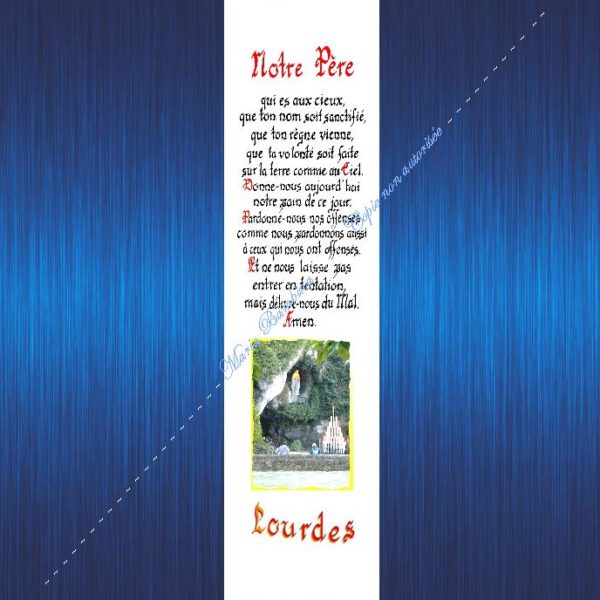 Notre Père
qui es aux cieux,
que ton nom soit sanctifié,
que ton règne vienne,
que ta volonté soit faite
sur la terre comme au Ciel.
Donne-nous aujourd'hui
notre pain de ce jour.
Pardonne-nous nos offenses
comme nous pardonnons aussi
à ceux qui nous ont offensés.
Et ne nous laisse pas
entrer en tentation,
mais délivre-nous du Mal.
Amen.
Lourdes
Copie non autorisée